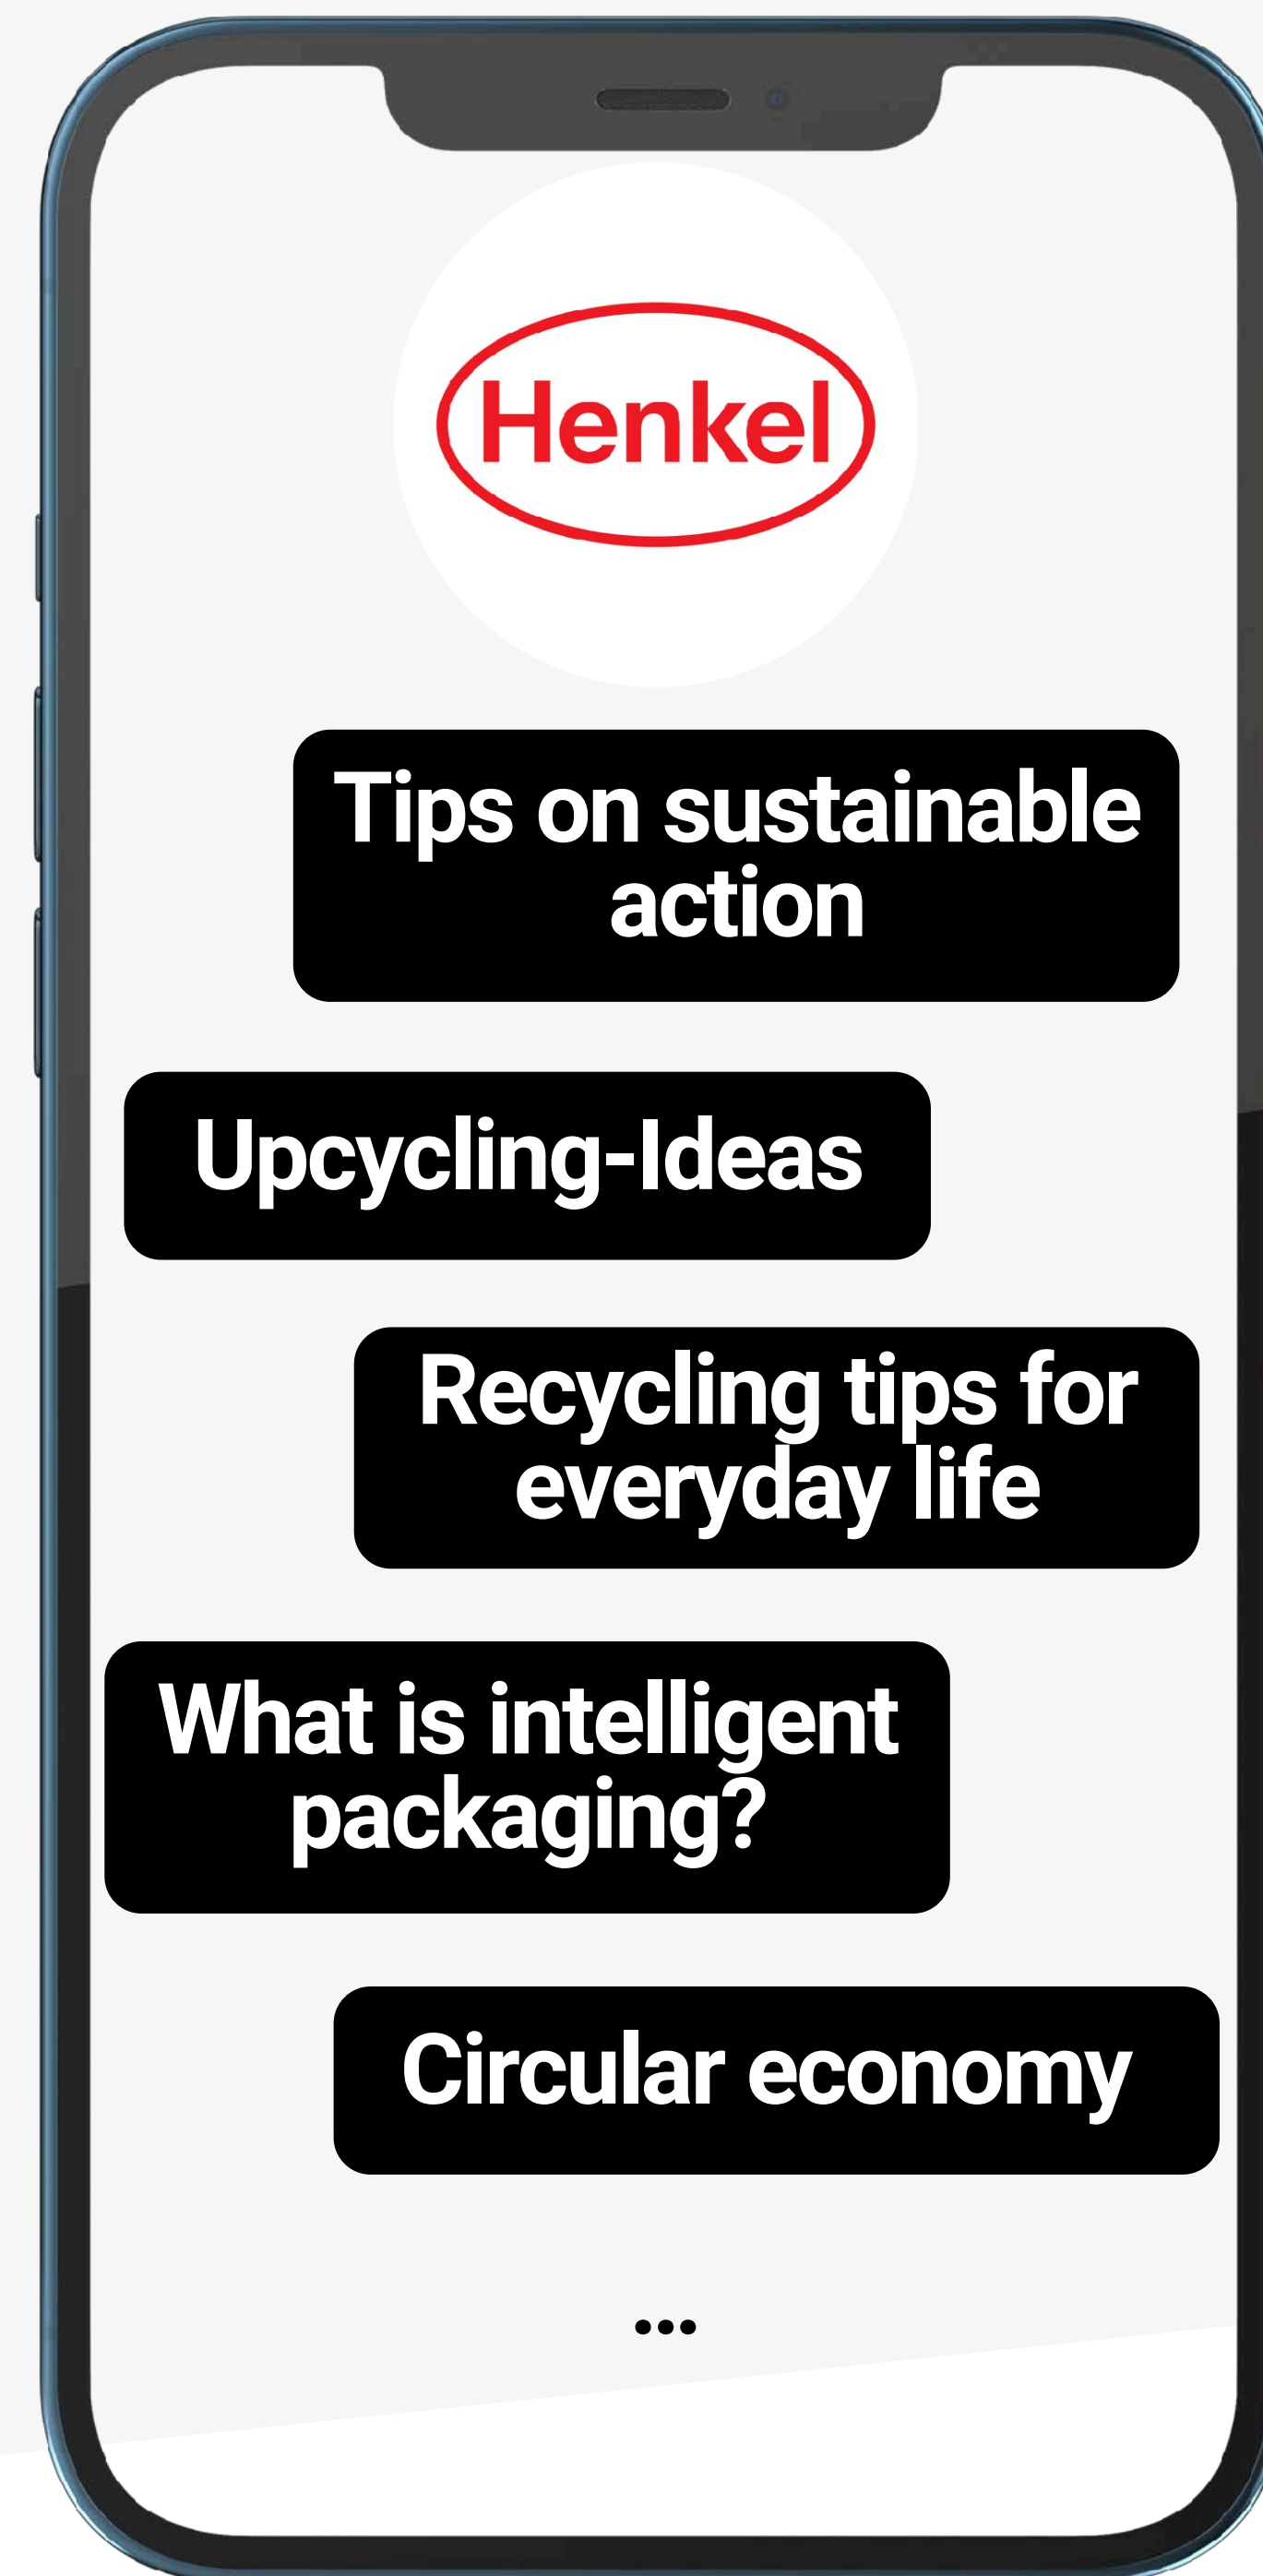 Henkel
Tips on sustainable
action
Upcycling-Ideas
Recycling tips for
everyday life
What is intelligent
packaging?
Circular economy
...